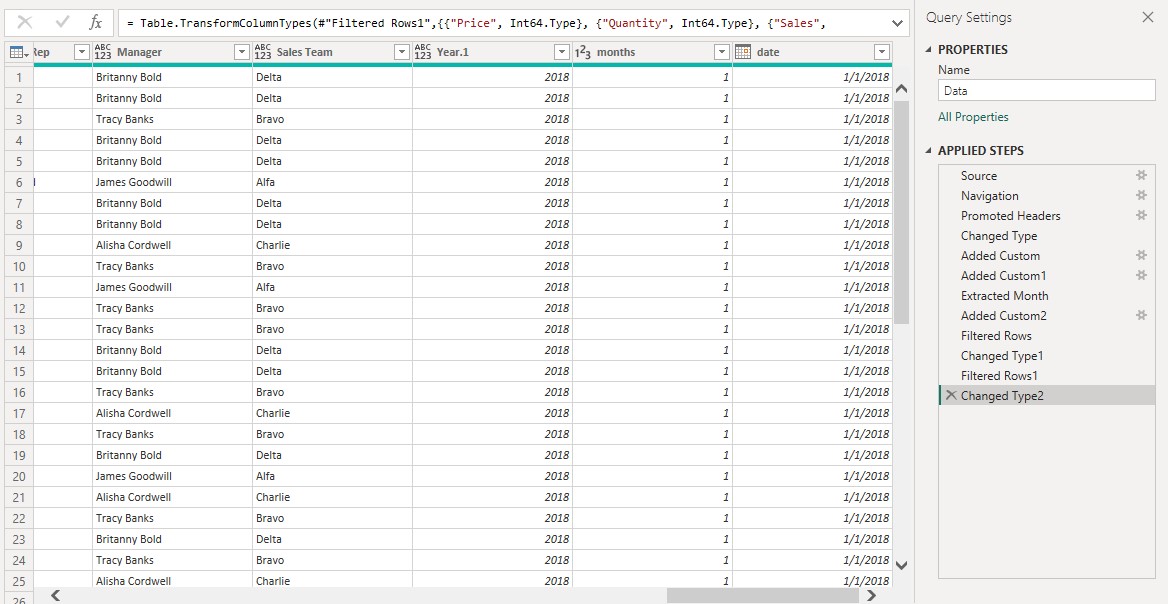 fx = Table.TransformColumnTypes(#"Filtered Rows1",{{"Price", Int64.Type}, {"Quantity", Int64.Type}, {"Sales",
Rep ABC 123 Manager ABC 123 Sales Team ABC 123 Year.1 123 months date
1 Britanny Bold Delta 2018 1 1/1/2018
2 Britanny Bold Delta 2018 1 1/1/2018
3 Tracy Banks Bravo 2018 1 1/1/2018
4 Britanny Bold Delta 2018 1 1/1/2018
5 Britanny Bold Delta 2018 1 1/1/2018
6 James Goodwill Alfa 2018 1 1/1/2018
7 Britanny Bold Delta 2018 1 1/1/2018
8 Britanny Bold Delta 2018 1 1/1/2018
9 Alisha Cordwell Charlie 2018 1 1/1/2018
10 Tracy Banks Bravo 2018 1 1/1/2018
11 James Goodwill Alfa 2018 1 1/1/2018
12 Tracy Banks Bravo 2018 1 1/1/2018
13 Tracy Banks Bravo 2018 1 1/1/2018
14 Britanny Bold Delta 2018 1 1/1/2018
15 Britanny Bold Delta 2018 1 1/1/2018
16 Tracy Banks Bravo 2018 1 1/1/2018
17 Alisha Cordwell Charlie 2018 1 1/1/2018
18 Tracy Banks Bravo 2018 1 1/1/2018
19 Britanny Bold Delta 2018 1 1/1/2018
20 James Goodwill Alfa 2018 1 1/1/2018
21 Alisha Cordwell Charlie 2018 1 1/1/2018
22 Tracy Banks Bravo 2018 1 1/1/2018
23 Britanny Bold Delta 2018 1 1/1/2018
24 Tracy Banks Bravo 2018 1 1/1/2018
25 Alisha Cordwell Charlie 2018 1 1/1/2018
26
Query Settings
PROPERTIES
Name
Data
All Properties
APPLIED STEPS
Source
Navigation
Promoted Headers
Changed Type
Added Custom
Added Custom1
Extracted Month
Added Custom2
Filtered Rows
Changed Type1
Filtered Rows1
Changed Type2